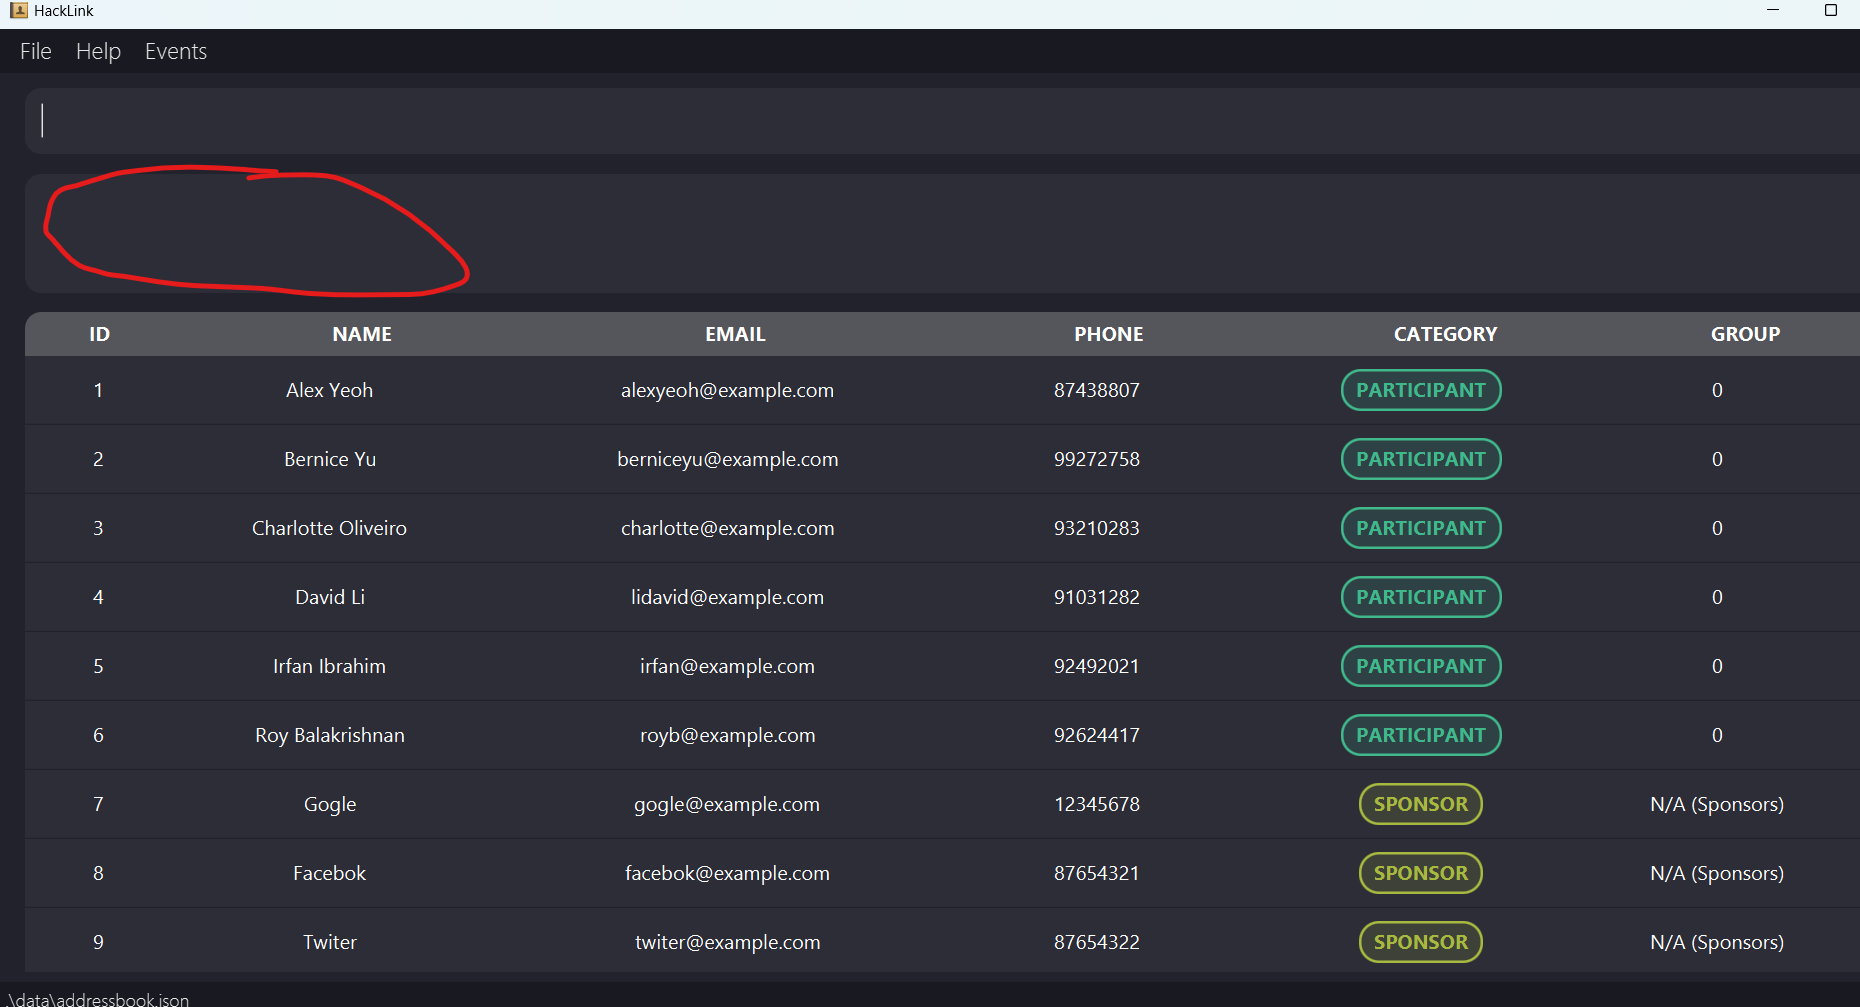 HackLink
File Help Events
ID NAME EMAIL PHONE CATEGORY GROUP
1 Alex Yeoh alexyeoh@example.com 87438807 PARTICIPANT 0
2 Bernice Yu berniceyu@example.com 99272758 PARTICIPANT 0
3 Charlotte Oliveiro charlotte@example.com 93210283 PARTICIPANT 0
4 David Li lidavid@example.com 91031282 PARTICIPANT 0
5 Irfan Ibrahim irfan@example.com 92492021 PARTICIPANT 0
6 Roy Balakrishnan royb@example.com 92624417 PARTICIPANT 0
7 Gogle gogle@example.com 12345678 SPONSOR N/A (Sponsors)
8 Facebok facebok@example.com 87654321 SPONSOR N/A (Sponsors)
9 Twiter twiter@example.com 87654322 SPONSOR N/A (Sponsors)
.\data\addressbook.json